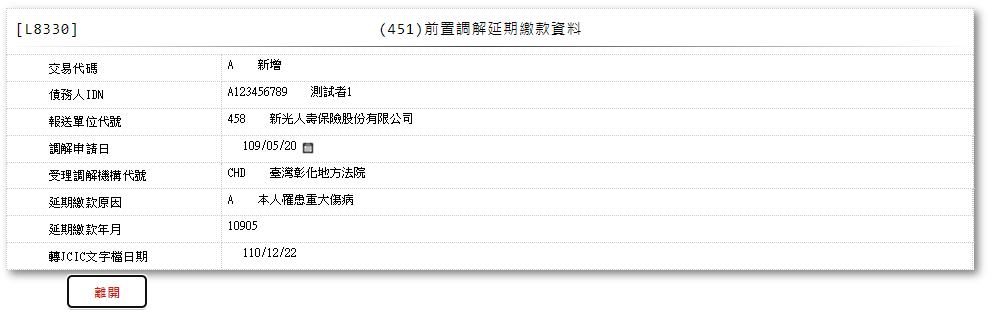 [L8330] (451)前置調解延期繳款資料
交易代碼 A 新增
債務人IDN A123456789 測試者1
報送單位代號 458 新光人壽保險股份有限公司
調解申請日 109/05/20
受理調解機構代號 CHD 臺灣彰化地方法院
延期繳款原因 A 本人罹患重大傷病
延期繳款年月 10905
轉JCIC文字檔日期 110/12/22
離開